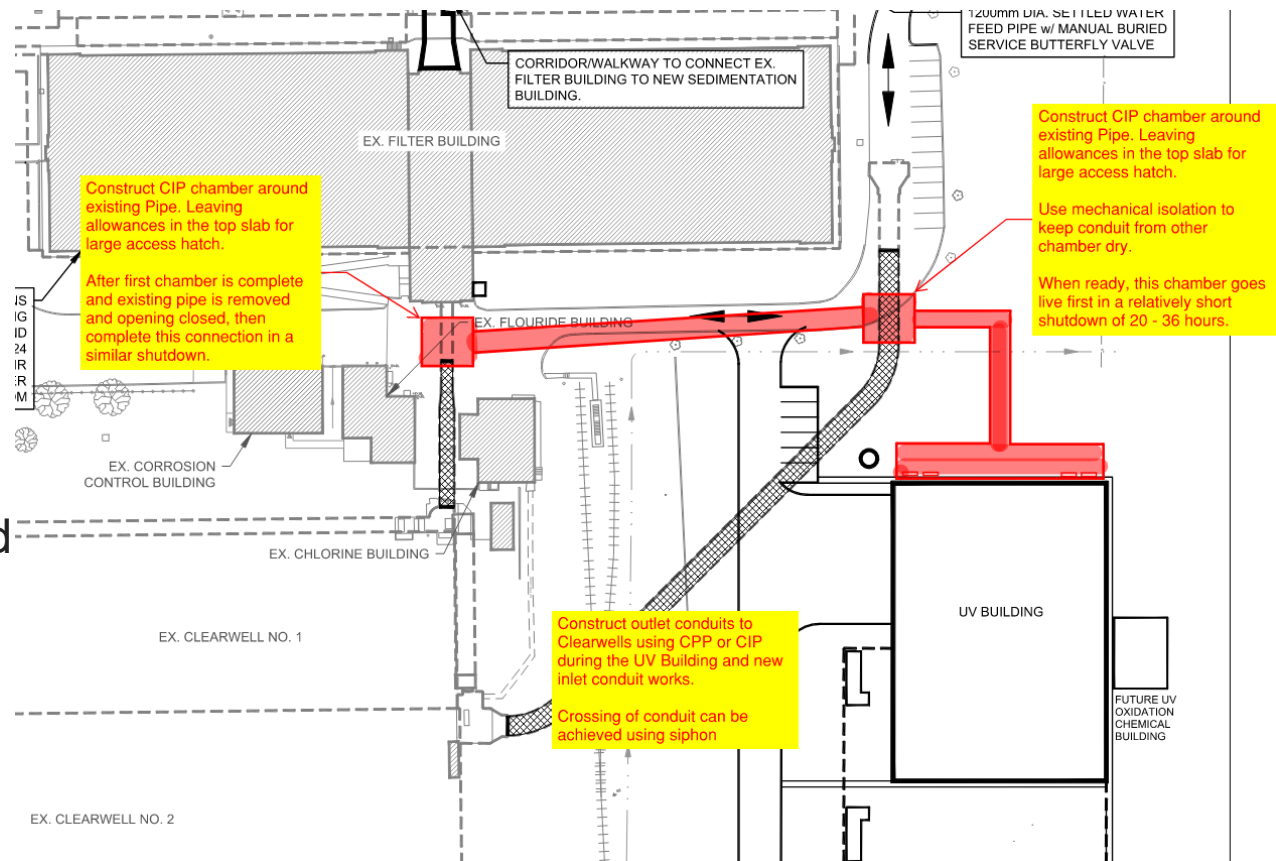 1200mm DIA. SETTLED WATER
FEED PIPE w/ MANUAL BURIED
SERVICE BUTTERFLY VALVE
CORRIDOR/WALKWAY TO CONNECT EX.
FILTER BUILDING TO NEW SEDIMENTATION
BUILDING.
EX. FILTER BUILDING
Construct CIP chamber around
existing Pipe. Leaving
allowances in the top slab for
large access hatch.
Use mechanical isolation to
keep conduit from other
chamber dry.
When ready, this chamber goes
live first in a relatively short
shutdown of 20 - 36 hours.
Construct CIP chamber around
existing Pipe. Leaving
allowances in the top slab for
large access hatch.
After first chamber is complete
and existing pipe is removed
and opening closed, then
complete this connection in a
similar shutdown.
NS
NG
ID
24
IR
ER
OM
EX. FLOURIDE BUILDING
EX. CORROSION
CONTROL BUILDING
d
EX. CHLORINE BUILDING
EX. CLEARWELL NO. 1
UV BUILDING
Construct outlet conduits to
Clearwells using CPP or CIP
during the UV Building and new
inlet conduit works.
Crossing of conduit can be
achieved using siphon
FUTURE UV
OXIDATION
CHEMICAL
BUILDING
EX. CLEARWELL NO. 2